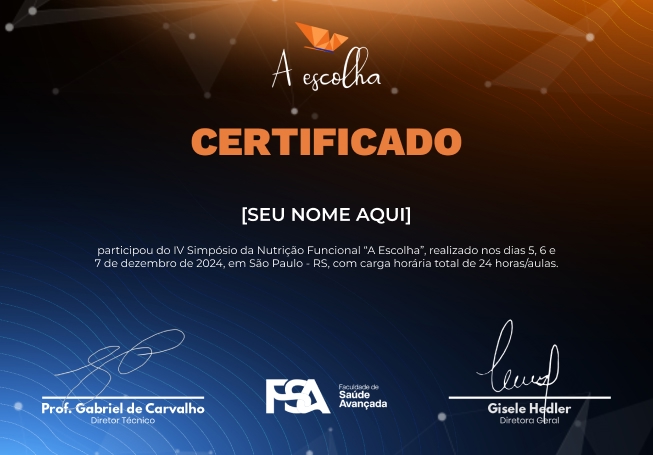 A escolha
CERTIFICADO
[SEU NOME AQUI]
participou do IV Simpósio da Nutrição Funcional "A Escolha", realizado nos dias 5, 6 e
7 de dezembro de 2024, em São Paulo - RS, com carga horária total de 24 horas/aulas.
Prof. Gabriel de Carvalho
Diretor Técnico
FSA
Faculdade de
Saúde
Avançada
Gisele Hedler
Diretora Geral